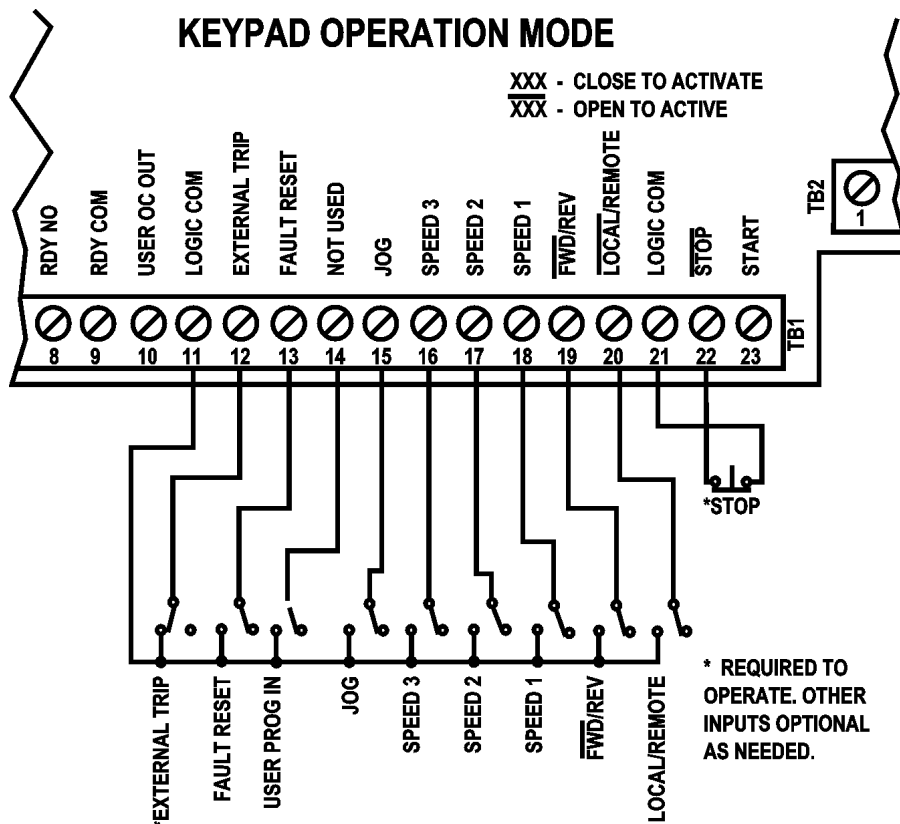 KEYPAD OPERATION MODE
XXX - CLOSE TO ACTIVATE
XXX - OPEN TO ACTIVE
RDY NO
RDY COM
USER OC OUT
LOGIC COM
EXTERNAL TRIP
FAULT RESET
NOT USED
JOG
SPEED 3
SPEED 2
SPEED 1
FWD/REV
LOCAL/REMOTE
LOGIC COM
STOP
START
TB2
1
8 9 10 11 12 13 14 15 16 17 18 19 20 21 22 23
TB1
*STOP
*EXTERNAL TRIP
FAULT RESET
USER PROG IN
JOG
SPEED 3
SPEED 2
SPEED 1
FWD/REV
LOCAL/REMOTE
* REQUIRED TO
OPERATE. OTHER
INPUTS OPTIONAL
AS NEEDED.